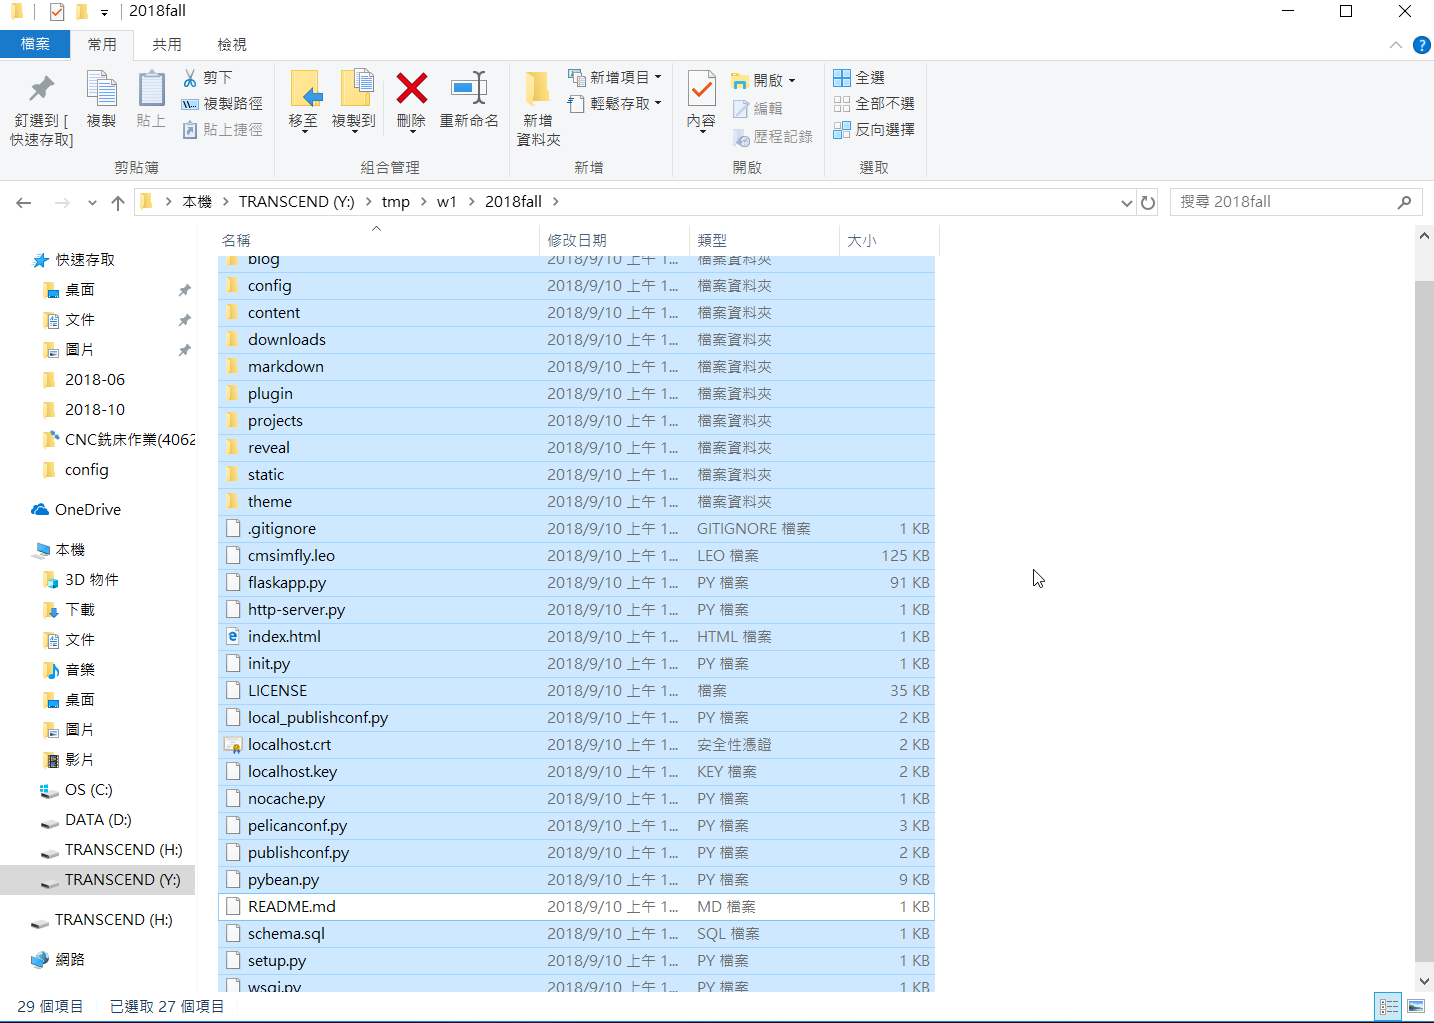 2018fall
檔案 常用 共用 檢視
釘選到 [快速存取]
複製
貼上
剪下
複製路徑
貼上捷徑
剪貼簿
移至
複製到
刪除
重新命名
組合管理
新增資料夾
新增項目
輕鬆存取
新增
內容
開啟
編輯
歷程記錄
開啟
全選
全部不選
反向選擇
選取
本機 > TRANSCEND (Y:) > tmp > w1 > 2018fall >
搜尋 2018fall
快速存取
桌面
文件
圖片
2018-06
2018-10
CNC銑床作業(4062
config
OneDrive
本機
3D 物件
下載
文件
音樂
桌面
圖片
影片
OS (C:)
DATA (D:)
TRANSCEND (H:)
TRANSCEND (Y:)
TRANSCEND (H:)
網路
名稱 修改日期 類型 大小
blog 2018/9/10 上午 1... 檔案資料夾
config 2018/9/10 上午 1... 檔案資料夾
content 2018/9/10 上午 1... 檔案資料夾
downloads 2018/9/10 上午 1... 檔案資料夾
markdown 2018/9/10 上午 1... 檔案資料夾
plugin 2018/9/10 上午 1... 檔案資料夾
projects 2018/9/10 上午 1... 檔案資料夾
reveal 2018/9/10 上午 1... 檔案資料夾
static 2018/9/10 上午 1... 檔案資料夾
theme 2018/9/10 上午 1... 檔案資料夾
.gitignore 2018/9/10 上午 1... GITIGNORE 檔案 1 KB
cmsimfly.leo 2018/9/10 上午 1... LEO 檔案 125 KB
flaskapp.py 2018/9/10 上午 1... PY 檔案 91 KB
http-server.py 2018/9/10 上午 1... PY 檔案 1 KB
index.html 2018/9/10 上午 1... HTML 檔案 1 KB
init.py 2018/9/10 上午 1... PY 檔案 1 KB
LICENSE 2018/9/10 上午 1... 檔案 35 KB
local_publishconf.py 2018/9/10 上午 1... PY 檔案 2 KB
localhost.crt 2018/9/10 上午 1... 安全性憑證 2 KB
localhost.key 2018/9/10 上午 1... KEY 檔案 2 KB
nocache.py 2018/9/10 上午 1... PY 檔案 1 KB
pelicanconf.py 2018/9/10 上午 1... PY 檔案 3 KB
publishconf.py 2018/9/10 上午 1... PY 檔案 2 KB
pybean.py 2018/9/10 上午 1... PY 檔案 9 KB
README.md 2018/9/10 上午 1... MD 檔案 1 KB
schema.sql 2018/9/10 上午 1... SQL 檔案 1 KB
setup.py 2018/9/10 上午 1... PY 檔案 1 KB
wsgi.py 2018/9/10 上午 1... PY 檔案 1 KB
29 個項目 已選取 27 個項目